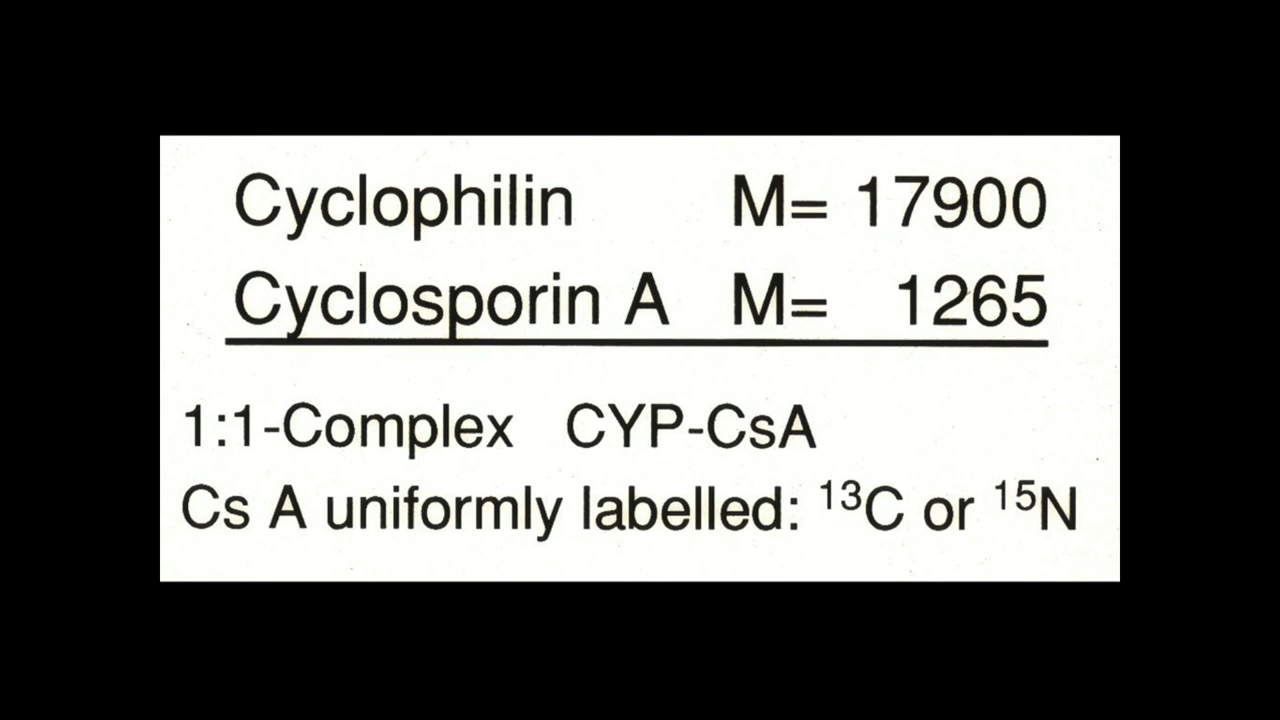 Cyclophilin M= 17900
Cyclosporin A M= 1265
1:1-Complex CYP-CsA
Cs A uniformly labelled: ¹³C or ¹⁵N